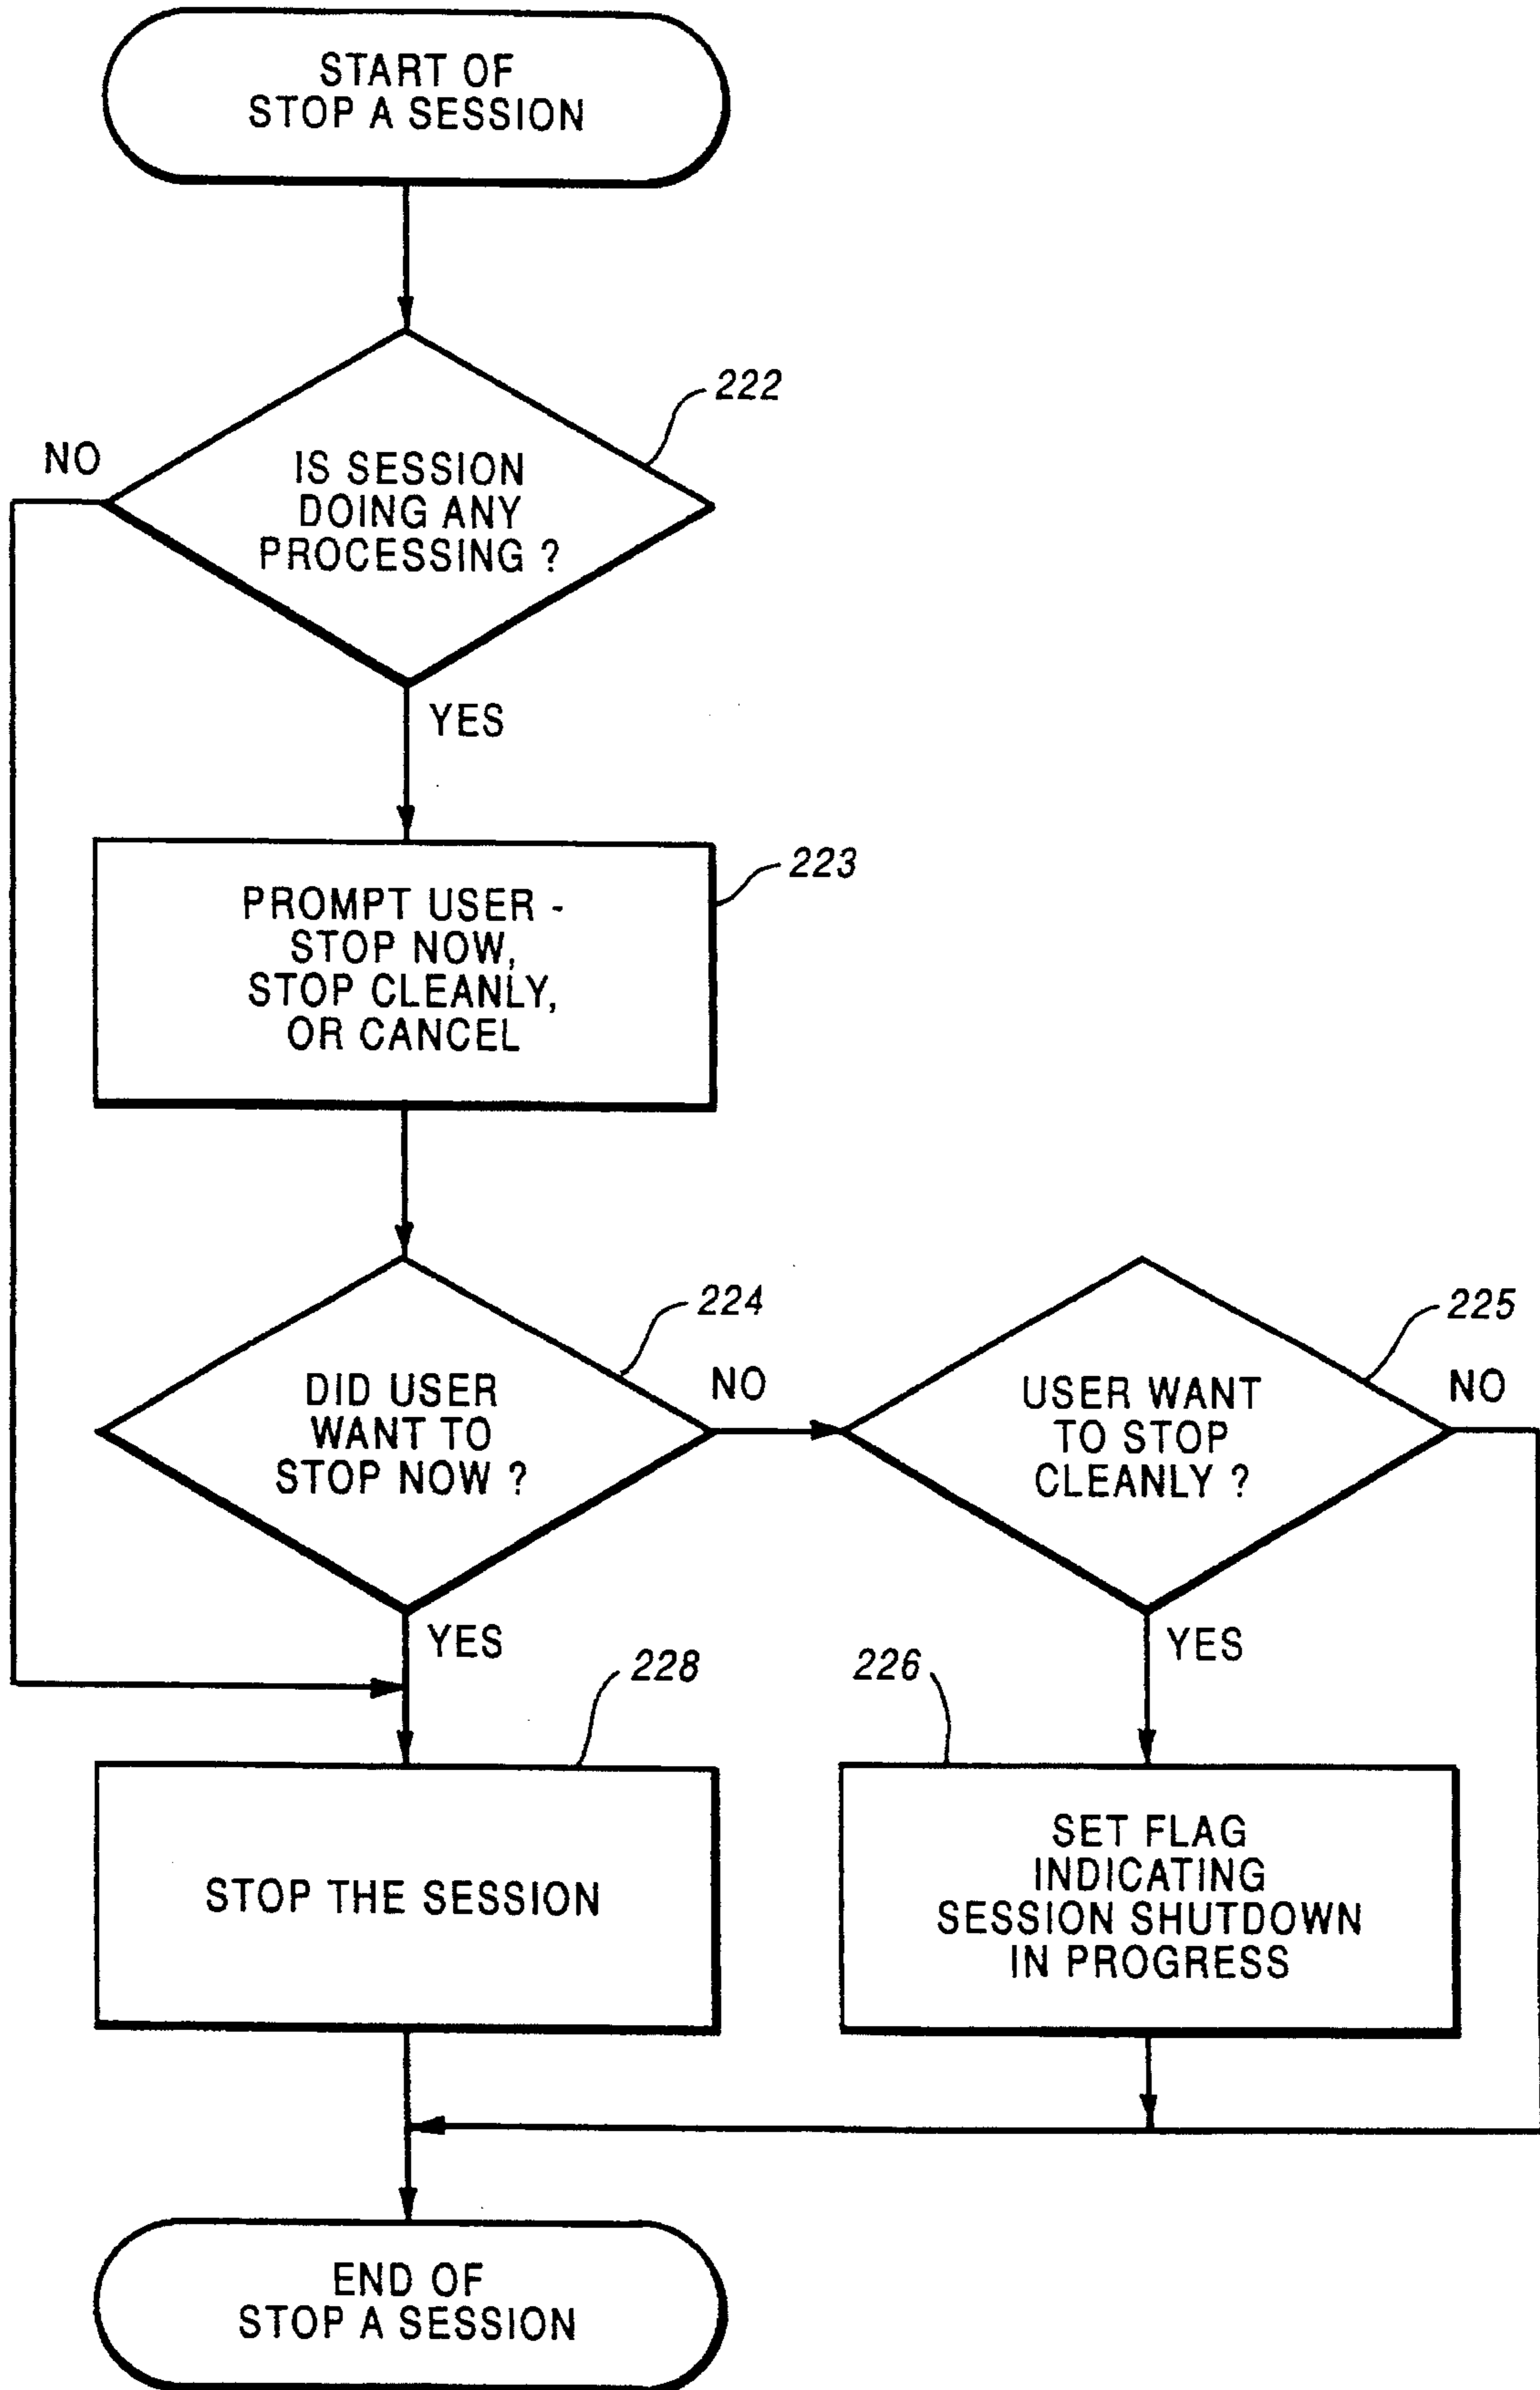 START OF
STOP A SESSION
222
NO
IS SESSION
DOING ANY
PROCESSING ?
YES
223
PROMPT USER -
STOP NOW,
STOP CLEANLY,
OR CANCEL
224
NO
DID USER
WANT TO
STOP NOW ?
YES
225
NO
USER WANT
TO STOP
CLEANLY ?
YES
228
STOP THE SESSION
226
SET FLAG
INDICATING
SESSION SHUTDOWN
IN PROGRESS
END OF
STOP A SESSION